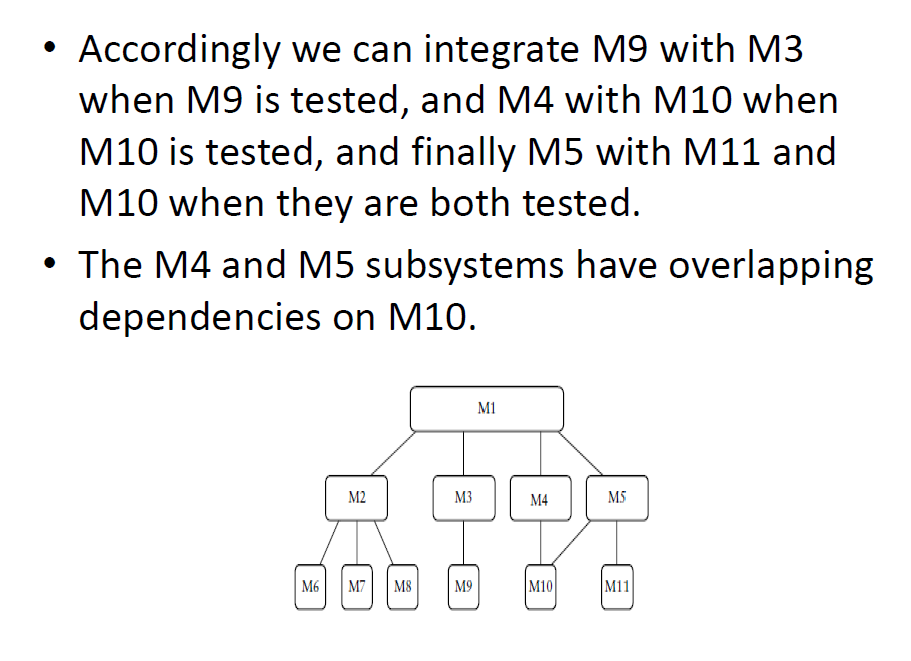 • Accordingly we can integrate M9 with M3
when M9 is tested, and M4 with M10 when
M10 is tested, and finally M5 with M11 and
M10 when they are both tested.
• The M4 and M5 subsystems have overlapping
dependencies on M10.
M1
M2 M3 M4 M5
M6 M7 M8 M9 M10 M11